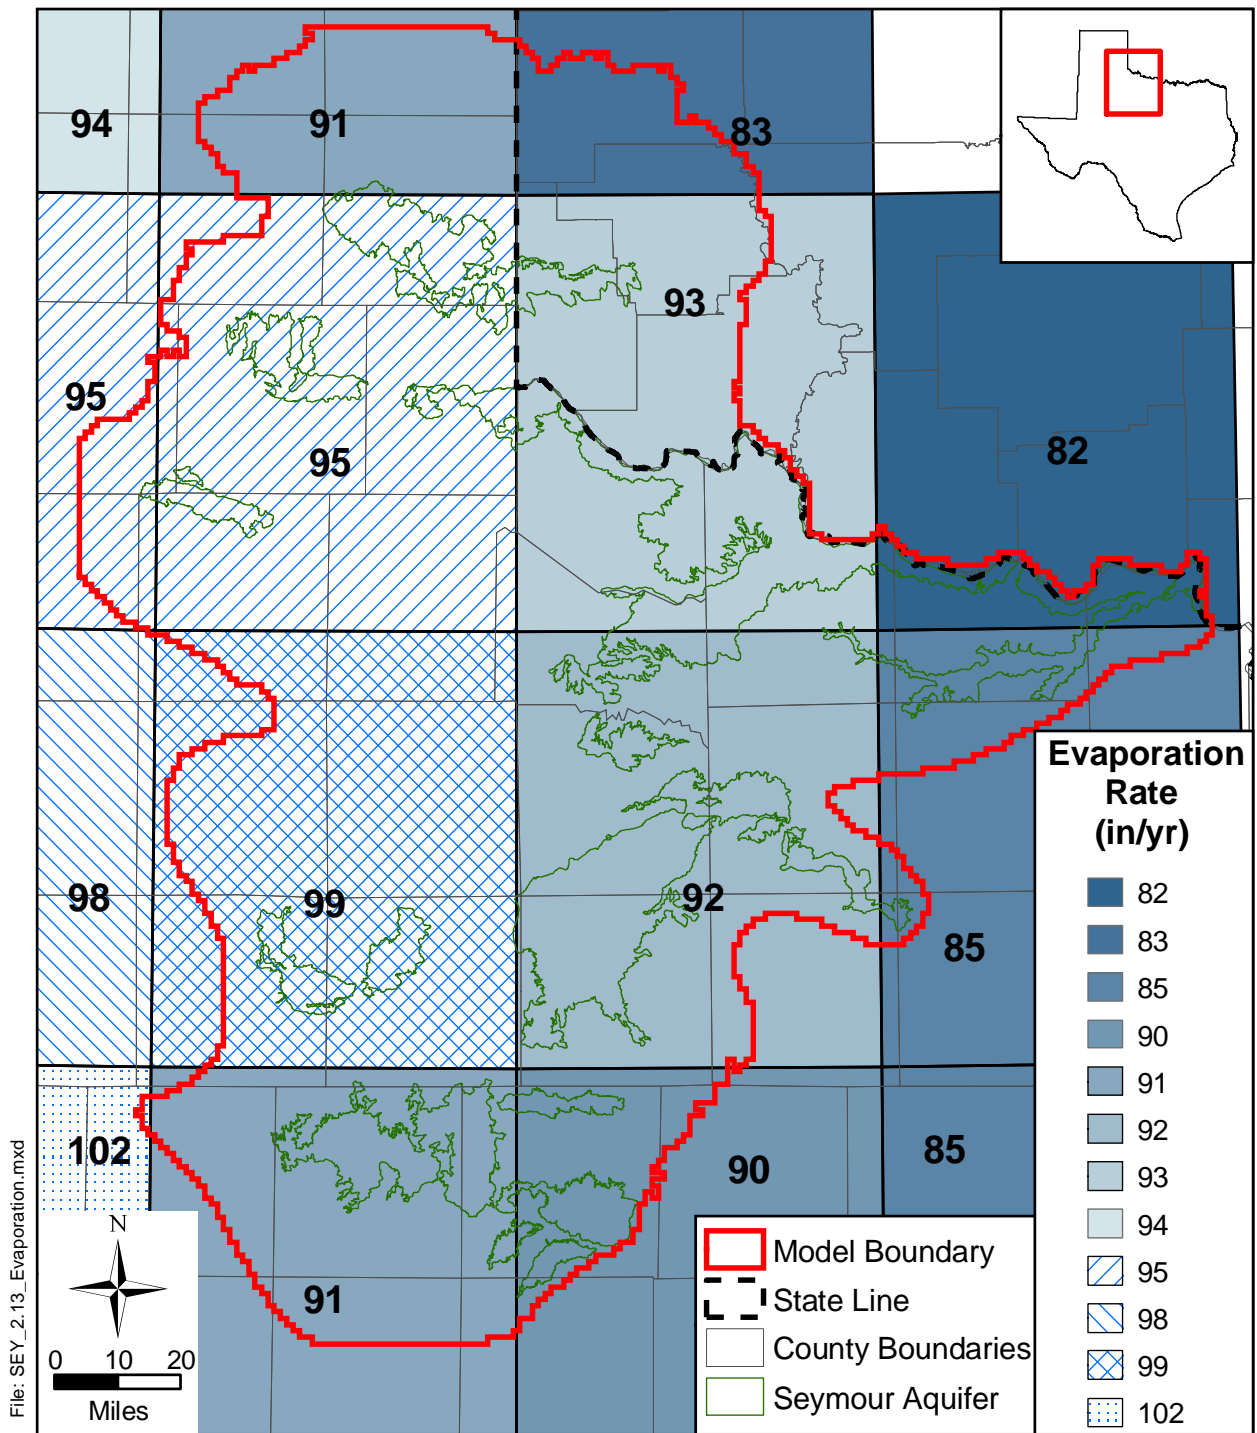 94
91
83
93
95
95
82
98
99
92
85
102
90
85
91
Evaporation
Rate
(in/yr)
82
83
85
90
91
92
93
94
95
98
99
102
Model Boundary
State Line
County Boundaries
Seymour Aquifer
N
0 10 20
Miles
File: SEY_2.13_Evaporation.mxd